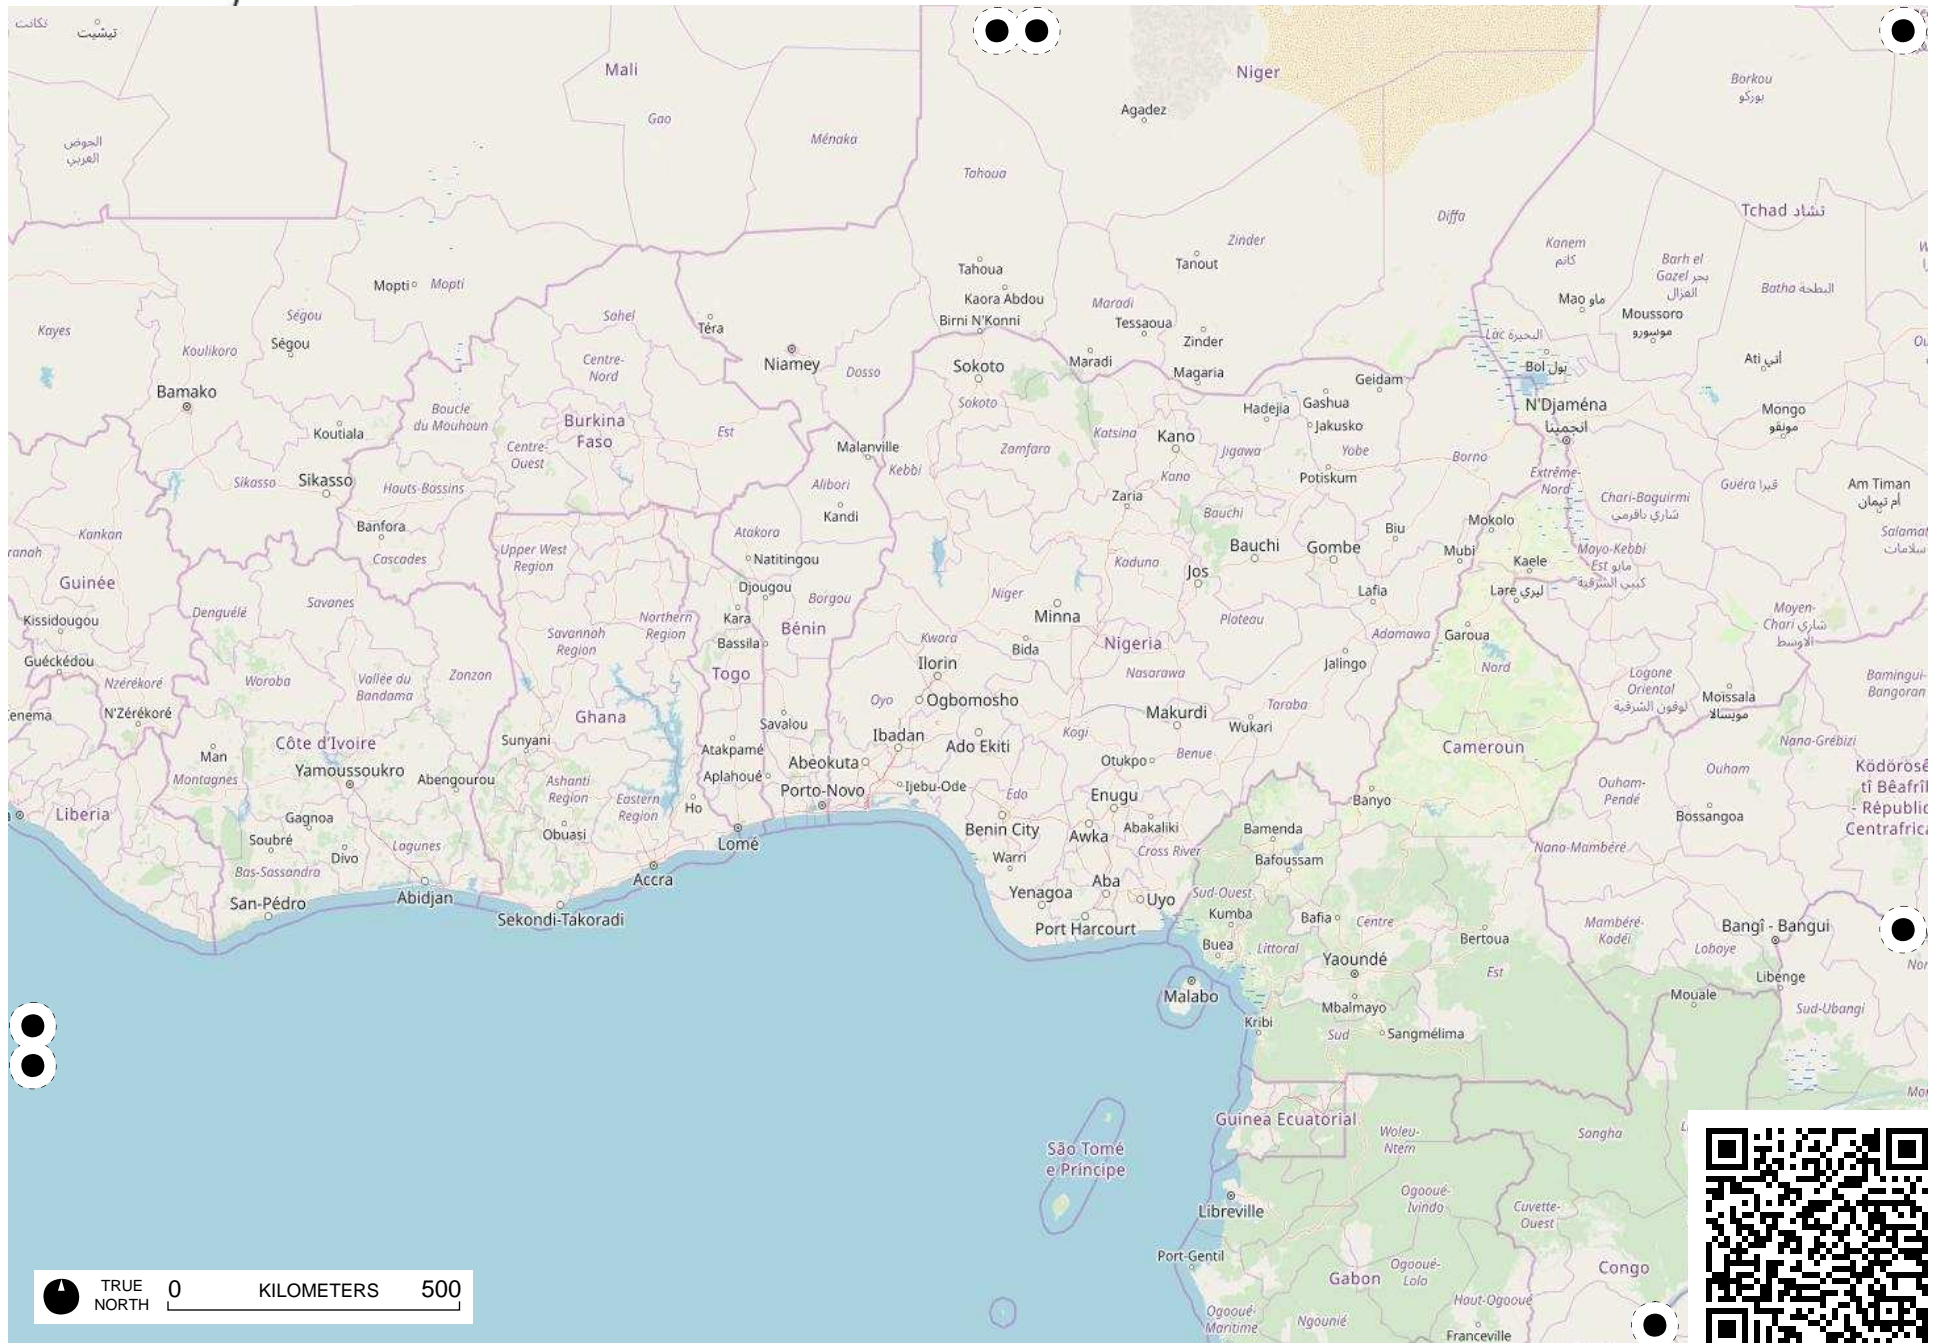 تكانت
تيشيت
Mali
Niger
Borkou
بوركو
Agadez
Gao
Ménaka
الحوض
الغربي
Tahoua
Diffa
Tchad تشاد
Zinder
Kanem
كانم
Barh el
Gazel بحر
الغزال
Tanout
Tahoua
Mopti
Mopti
Kaora Abdou
Maradi
Mao ماو
Batha البطحة
Moussoro
موسورو
Kayes
Ségou
Sahel
Téra
Birni N'Konni
Tessaoua
Zinder
Lac البحيرة
Koulikoro
Ségou
Niamey
Centre-
Nord
Dosso
Sokoto
Maradi
Magaria
Geidam
Bol بول
Ati أتي
Bamako
Boucle
du Mouhoun
Burkina
Faso
Sokoto
Hadejia
Gashua
Jakusko
N'Djaména
انجمينا
Mongo
مونقو
Koutiala
Centre-
Ouest
Est
Malanville
Zamfara
Katsina
Kano
Jigawa
Yobe
Borno
Sikasso
Sikasso
Hauts-Bassins
Alibori
Kebbi
Kano
Potiskum
Extrême-
Nord
Chari-Baguirmi
شاري باقرمي
Guéra قيرا
Am Timan
أم تيمان
Kankan
Banfora
Kandi
Zaria
Bauchi
Mokolo
Biu
Salamat
سلامات
ranah
Cascades
Upper West
Region
Atakora
Natitingou
Kaduna
Bauchi
Gombe
Mubi
Kaele
Mayo-Kebbi
Est مايو
كيبي الشرقية
Guinée
Jos
Lafia
Lare ليري
Denguélé
Savanes
Djougou
Borgou
Niger
Minna
Moyen-
Chari شاري
الأوسط
Kissidougou
Savannah
Region
Northern
Region
Kara
Bénin
Kwara
Bida
Nigeria
Plateau
Adamawa
Garoua
Guéckédou
Bassila
Ilorin
Jalingo
Nord
Nzérékoré
Woroba
Vallée du
Bandama
Zonzon
Togo
Oyo
Ogbomosho
Nasarawa
Logone
Oriental
لوقون الشرقية
Moïssala
مويسالا
Bamingui-
Bangoran
enema
N'Zérékoré
Ghana
Savalou
Ibadan
Kogi
Makurdi
Taraba
Wukari
Man
Côte d'Ivoire
Sunyani
Atakpamé
Ado Ekiti
Benue
Cameroun
Nana-Grébizi
Montagnes
Yamoussoukro
Abengourou
Ashanti
Region
Aplahoué
Abeokuta
Otukpo
Ouham-
Pendé
Ouham
Ködörösê
tî Bêafrîk
- Républiq
Centrafrica
Liberia
Eastern
Region
Ho
Porto-Novo
Ijebu-Ode
Edo
Enugu
Banyo
Bossangoa
Gagnoa
Soubré
Divo
Lagunes
Obuasi
Lomé
Benin City
Awka
Abakaliki
Bamenda
Nana-Mambéré
Bas-Sassandra
Accra
Warri
Cross River
Bafoussam
San-Pédro
Abidjan
Sekondi-Takoradi
Yenagoa
Aba
Uyo
Sud-Ouest
Kumba
Bafia
Centre
Mambéré-
Kadéï
Bangî - Bangui
Port Harcourt
Buea
Littoral
Bertoua
Lobaye
Yaoundé
Est
Libenge
Malabo
Mbalmayo
Mouale
Sud-Ubangi
Kribi
Sud
Sangmélima
Guinea Ecuatorial
Woleu-
Ntem
Sangha
São Tomé
e Príncipe
Libreville
Ogooué-
Ivindo
Cuvette-
Ouest
Port-Gentil
Gabon
Ogooué-
Lolo
Congo
Ogooué-
Maritime
Ngounié
Haut-Ogooué
Franceville
TRUE
NORTH
0 KILOMETERS 500